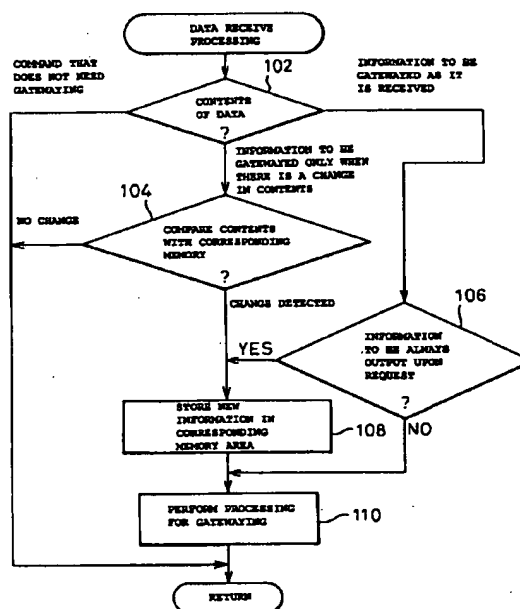 DATA RECEIVE
PROCESSING
COMMAND THAT
DOES NOT NEED
GATEWAYING
102
INFORMATION TO BE
GATEWAYED AS IT
IS RECEIVED
CONTENTS
OF DATA
?
INFORMATION TO BE
GATEWAYED ONLY WHEN
THERE IS A CHANGE
IN CONTENTS
104
NO CHANGE
COMPARE CONTENTS
WITH CORRESPONDING
MEMORY
?
CHANGE DETECTED
106
YES
INFORMATION
TO BE ALWAYS
OUTPUT UPON
REQUEST
?
NO
STORE NEW
INFORMATION IN
CORRESPONDING
MEMORY AREA
108
PERFORM PROCESSING
FOR GATEWAYING
110
RETURN